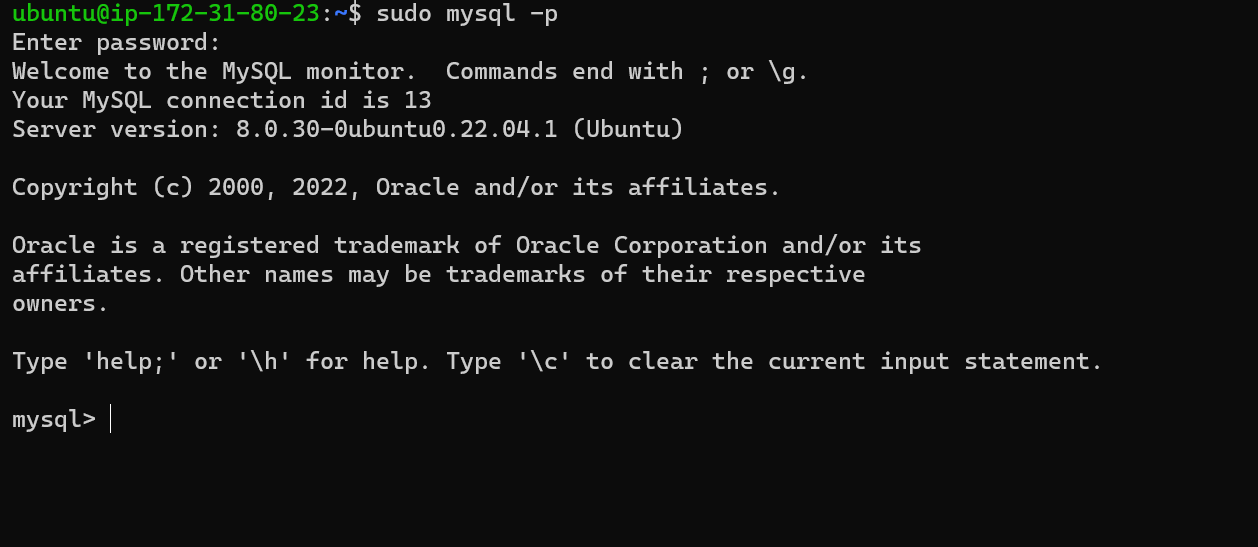 ubuntu@ip-172-31-80-23:~$ sudo mysql -p
Enter password:
Welcome to the MySQL monitor.  Commands end with ; or \g.
Your MySQL connection id is 13
Server version: 8.0.30-0ubuntu0.22.04.1 (Ubuntu)

Copyright (c) 2000, 2022, Oracle and/or its affiliates.

Oracle is a registered trademark of Oracle Corporation and/or its
affiliates. Other names may be trademarks of their respective
owners.

Type 'help;' or '\h' for help. Type '\c' to clear the current input statement.

mysql>